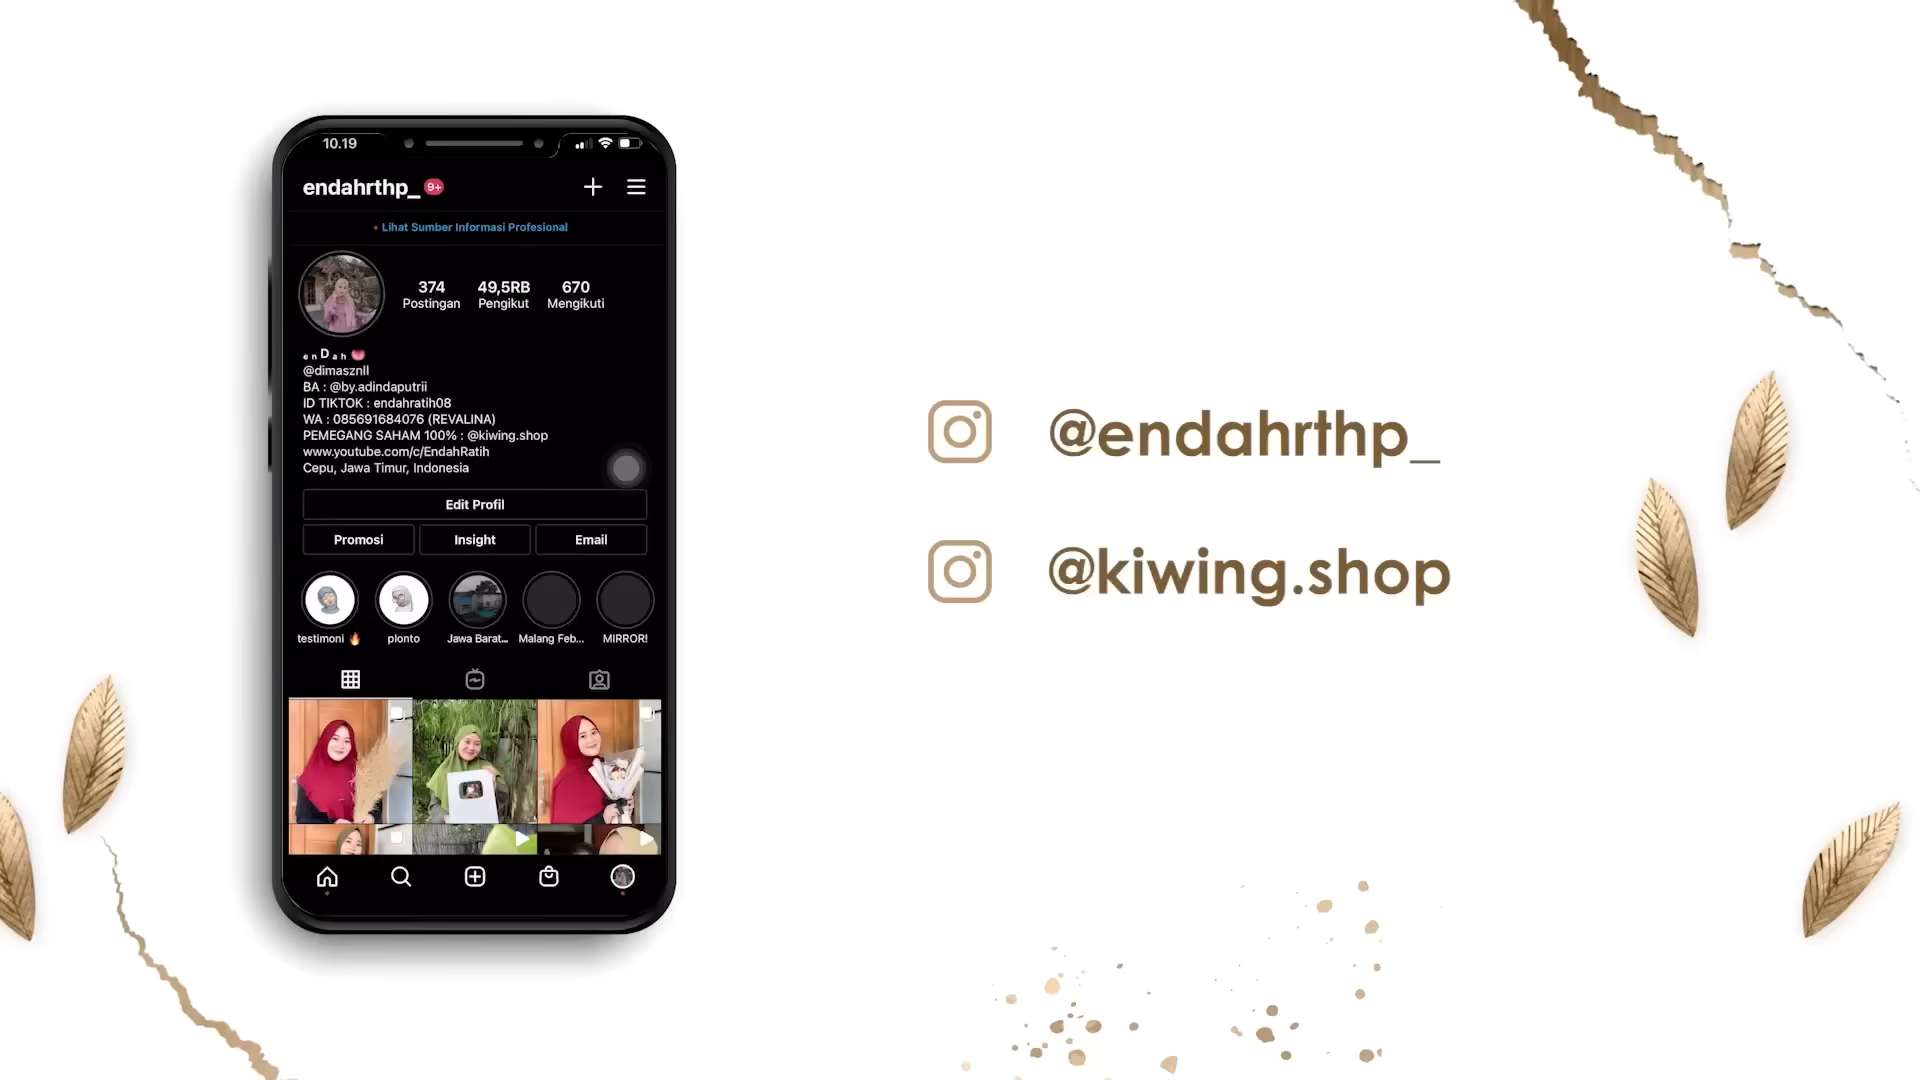 10.19
endahrthp_ 9+
Lihat Sumber Informasi Profesional
374 49,5RB 670
Postingan Pengikut Mengikuti
enDah
@dimasznll
BA : @by.adindaputrii
ID TIKTOK : endahratih08
WA : 085691684076 (REVALINA)
PEMEGANG SAHAM 100% : @kiwing.shop
www.youtube.com/c/EndahRatih
Cepu, Jawa Timur, Indonesia
Edit Profil
Promosi Insight Email
testimoni 🔥 plonto Jawa Barat... Malang Feb... MIRROR!
@endahrthp_
@kiwing.shop